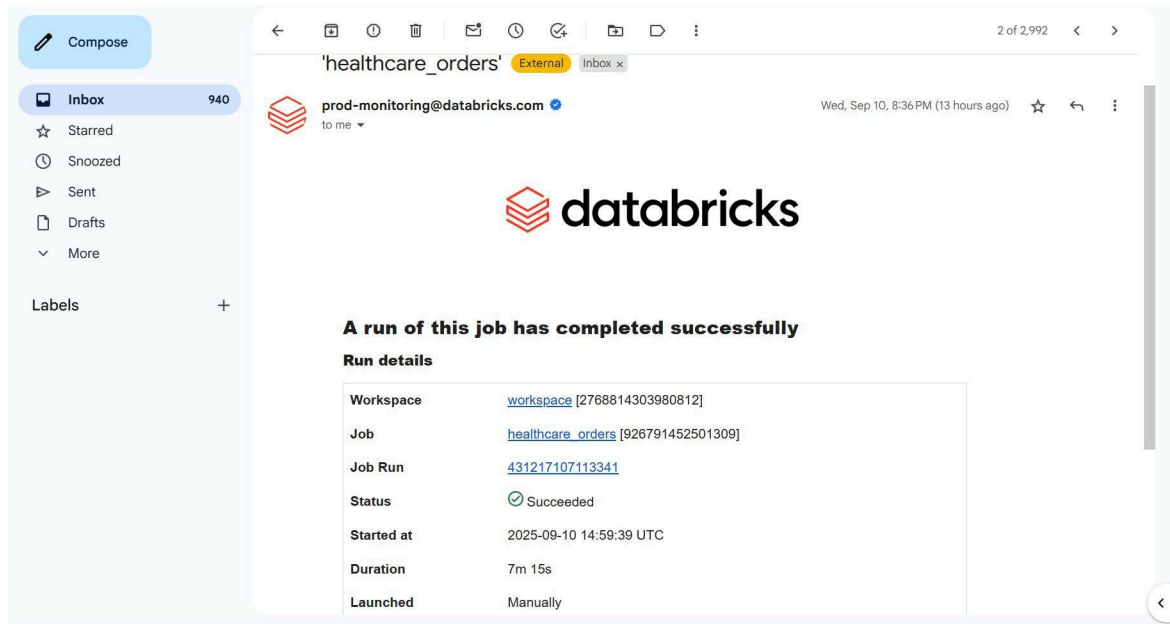 Compose
Inbox 940
Starred
Snoozed
Sent
Drafts
More
Labels
2 of 2,992
'healthcare_orders' External Inbox x
prod-monitoring@databricks.com Wed, Sep 10, 8:36 PM (13 hours ago)
to me
databricks
A run of this job has completed successfully
Run details
Workspace workspace [2768814303980812]
Job healthcare_orders [926791452501309]
Job Run 431217107113341
Status Succeeded
Started at 2025-09-10 14:59:39 UTC
Duration 7m 15s
Launched Manually